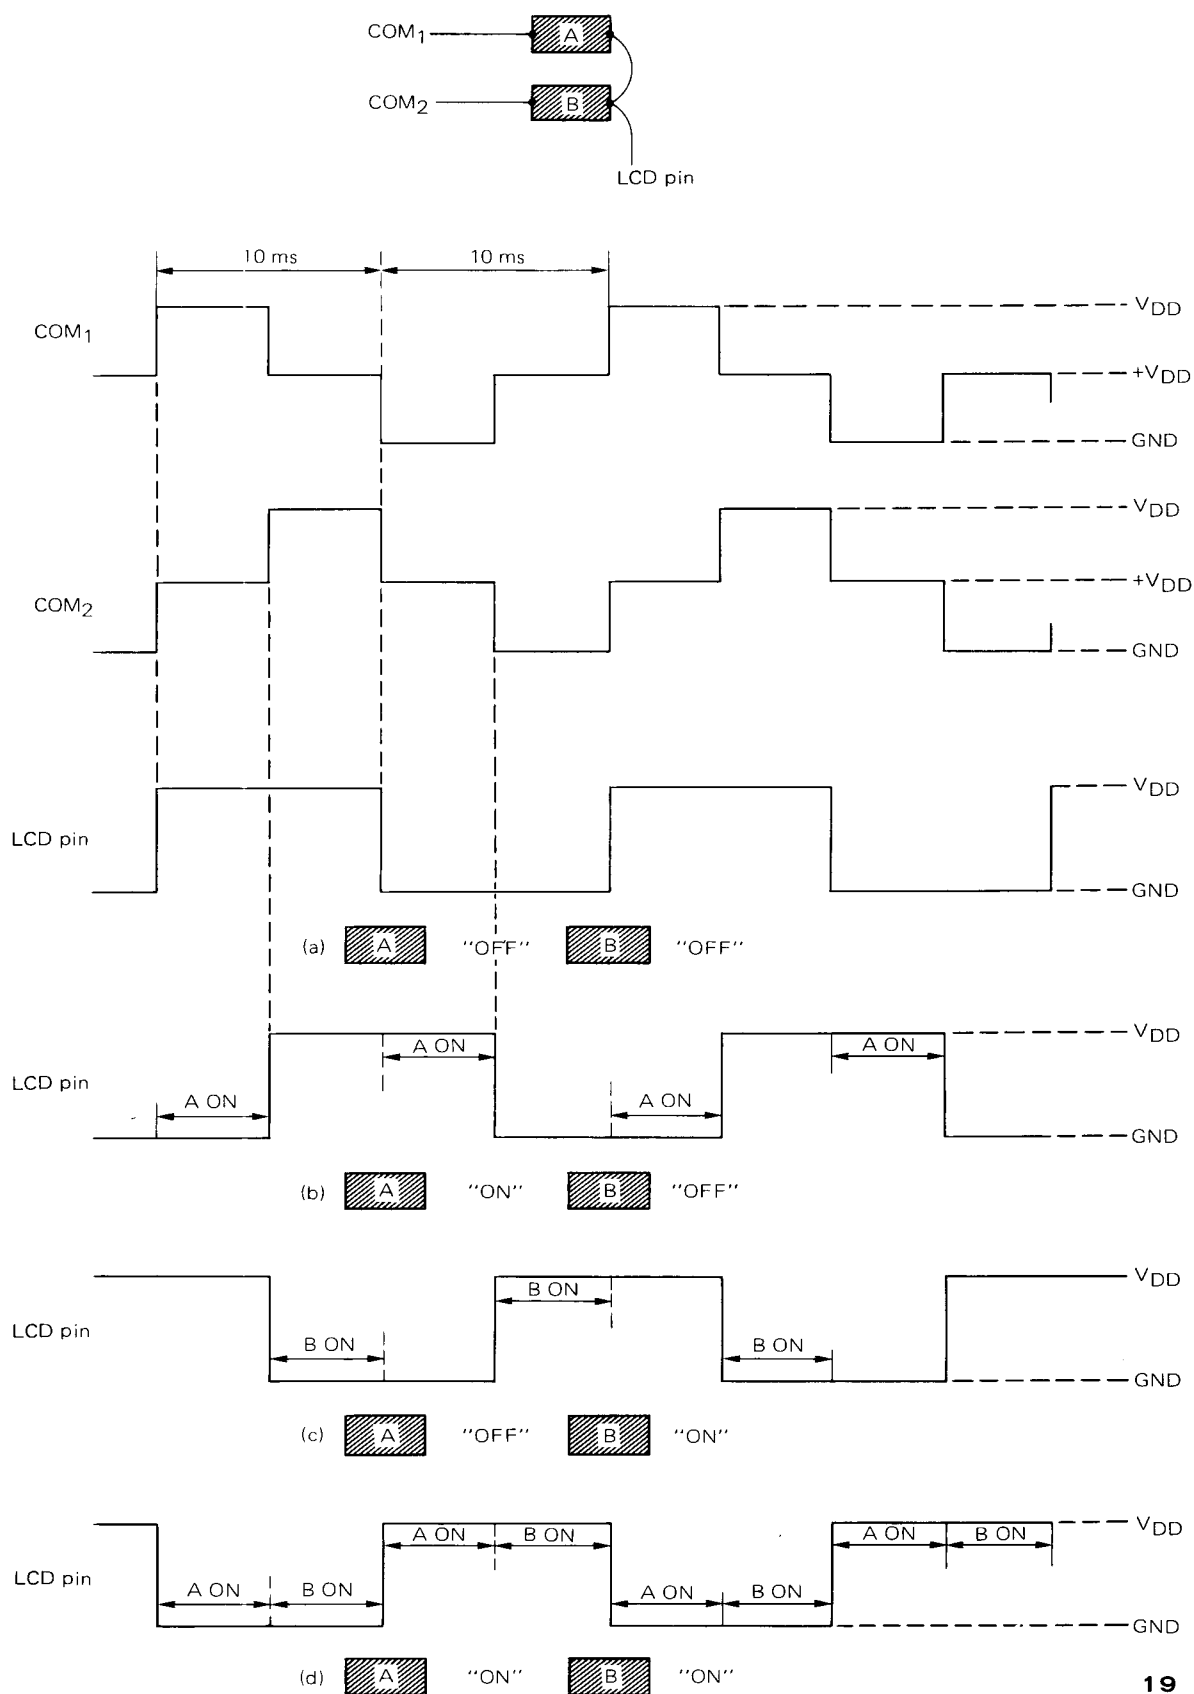 COM1 A
COM2 B
LCD pin
10 ms 10 ms
VDD
COM1
+VDD
GND
VDD
+VDD
COM2
GND
VDD
LCD pin
GND
(a) A "OFF" B "OFF"
VDD
A ON A ON
LCD pin
A ON A ON
GND
(b) A "ON" B "OFF"
VDD
B ON
LCD pin
B ON B ON
GND
(c) A "OFF" B "ON"
VDD
A ON B ON A ON B ON
LCD pin
A ON B ON A ON B ON
GND
(d) A "ON" B "ON"
19